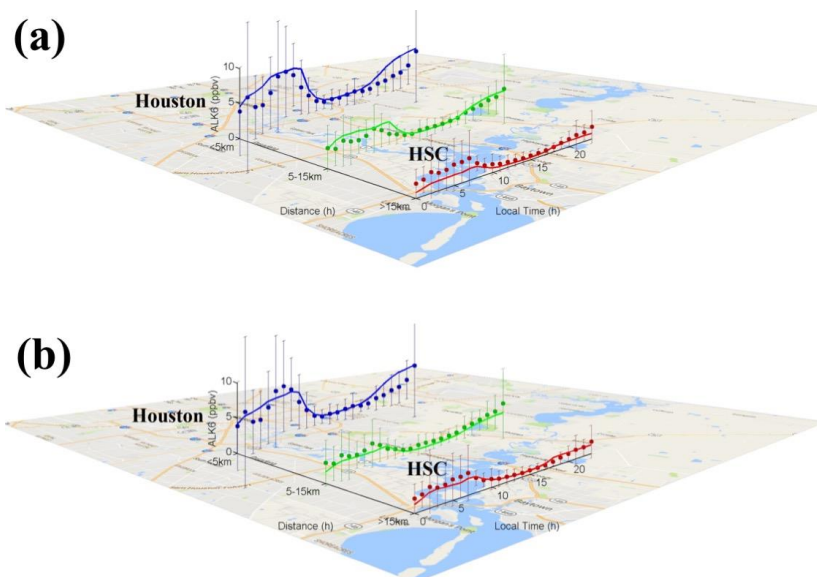 (a)
ALK6 (ppbv)
10
5
0
Houston
<5km
5-15km
>15km
Distance (h)
HSC
0
5
10
15
20
Local Time (h)
Baytown
(b)
ALK6 (ppbv)
10
5
0
Houston
<5km
5-15km
>15km
Distance (h)
HSC
0
5
10
15
20
Local Time (h)
Baytown